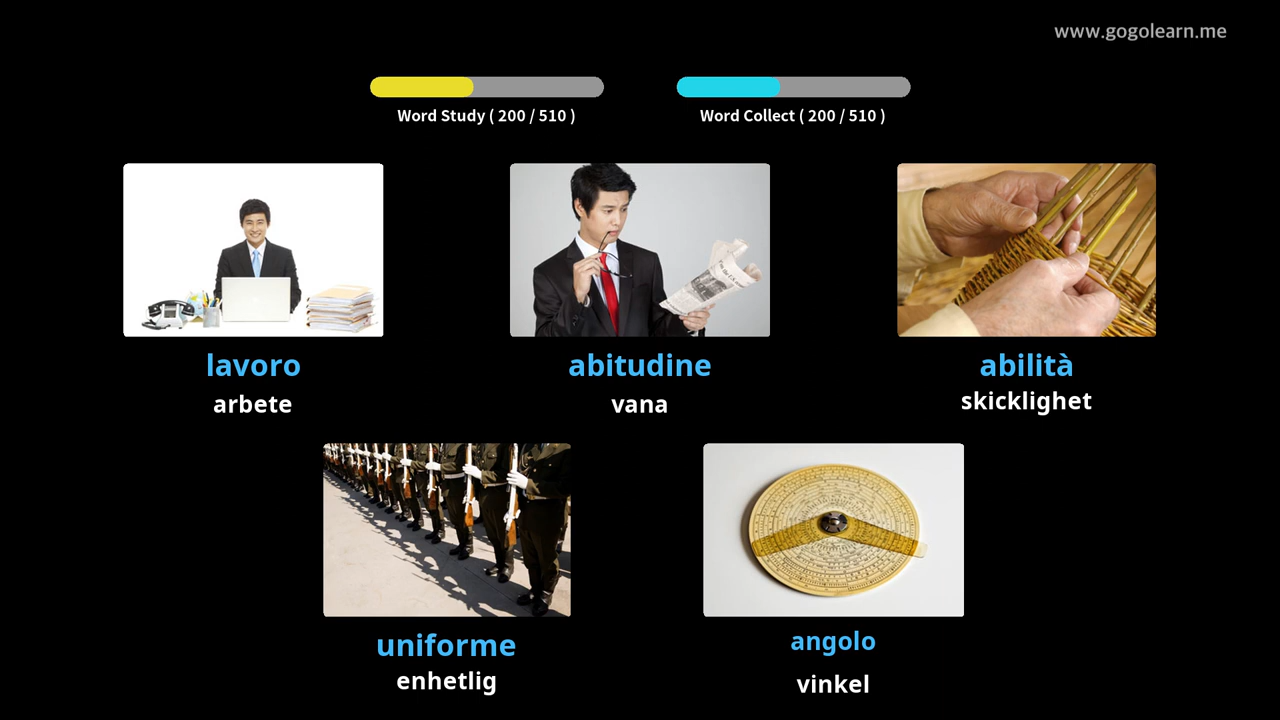 www.gogolearn.me
Word Study ( 200 / 510 )
Word Collect ( 200 / 510 )
lavoro
arbete
abitudine
vana
abilità
skicklighet
uniforme
enhetlig
angolo
vinkel